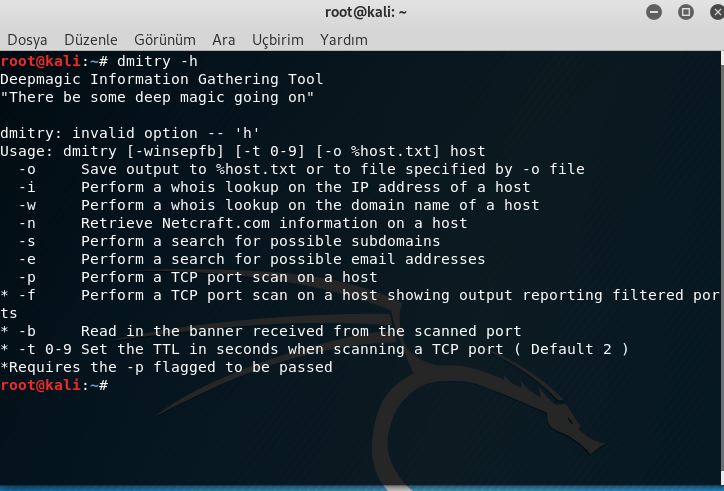 root@kali: ~
Dosya Düzenle Görünüm Ara Uçbirim Yardım
root@kali:~# dmitry -h
Deepmagic Information Gathering Tool
"There be some deep magic going on"
dmitry: invalid option -- 'h'
Usage: dmitry [-winsepfb] [-t 0-9] [-o %host.txt] host
  -o     Save output to %host.txt or to file specified by -o file
  -i     Perform a whois lookup on the IP address of a host
  -w     Perform a whois lookup on the domain name of a host
  -n     Retrieve Netcraft.com information on a host
  -s     Perform a search for possible subdomains
  -e     Perform a search for possible email addresses
  -p     Perform a TCP port scan on a host
* -f     Perform a TCP port scan on a host showing output reporting filtered por
ts
* -b     Read in the banner received from the scanned port
* -t 0-9 Set the TTL in seconds when scanning a TCP port ( Default 2 )
*Requires the -p flagged to be passed
root@kali:~#